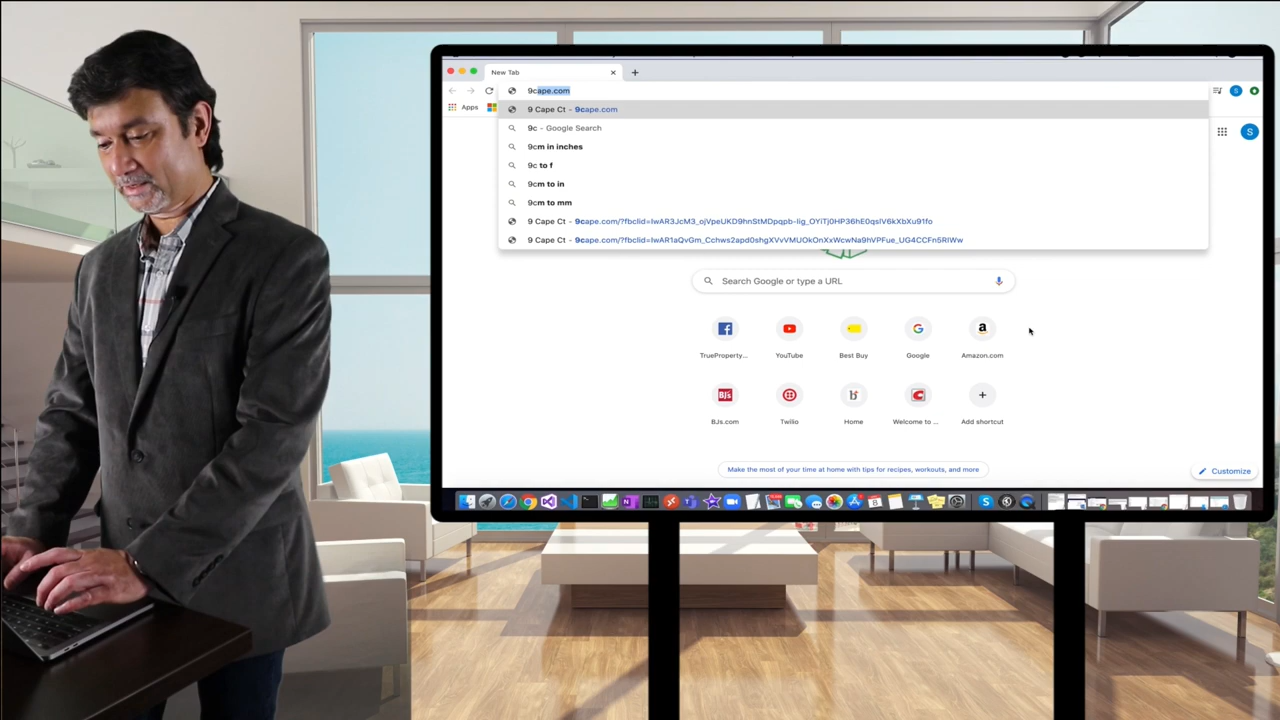 New Tab
9cape.com
Apps
9 Cape Ct - 9cape.com
9c - Google Search
9cm in inches
9c to f
9cm to in
9cm to mm
9 Cape Ct - 9cape.com/?fbclid=IwAR3JcM3_ojVpeUKD9hnStMDpqpb-lig_OYiTj0HP36hE0qsIV6kXbXu91fo
9 Cape Ct - 9cape.com/?fbclid=IwAR1aQvGm_Cchws2apd0shgXVvVMUOkOnXxWcwNa9hVPFue_UG4CCFn5RIWw
S
S
Search Google or type a URL
TrueProperty...
YouTube
Best Buy
Google
Amazon.com
BJ's
BJs.com
Twilio
Home
Welcome to ...
Add shortcut
Make the most of your time at home with tips for recipes, workouts, and more
Customize